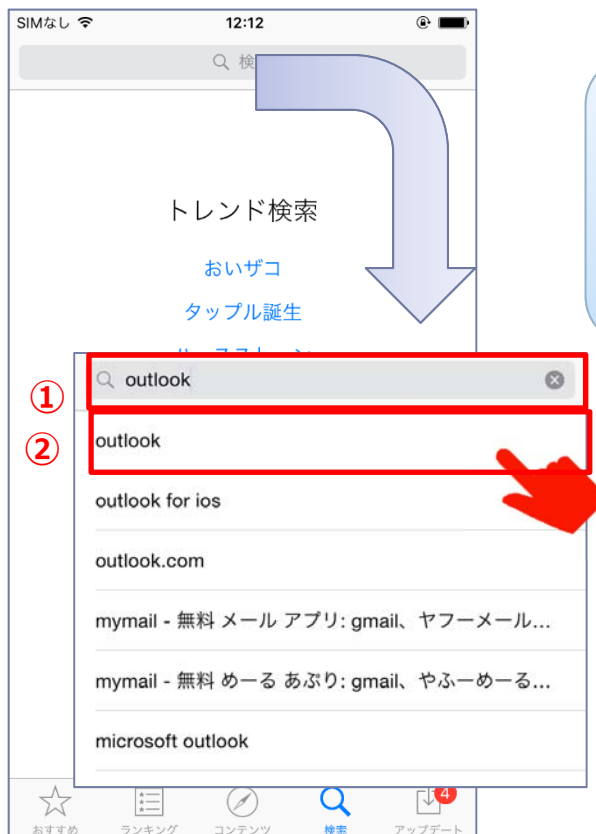 SIMなし 12:12
検
トレンド検索
おいザコ
タップル誕生
① outlook
② outlook
outlook for ios
outlook.com
mymail - 無料 メール アプリ: gmail、ヤフーメール...
mymail - 無料 めーる あぷり: gmail、やふーめーる...
microsoft outlook
4
おすすめ ランキング コンテンツ 検索 アップデート